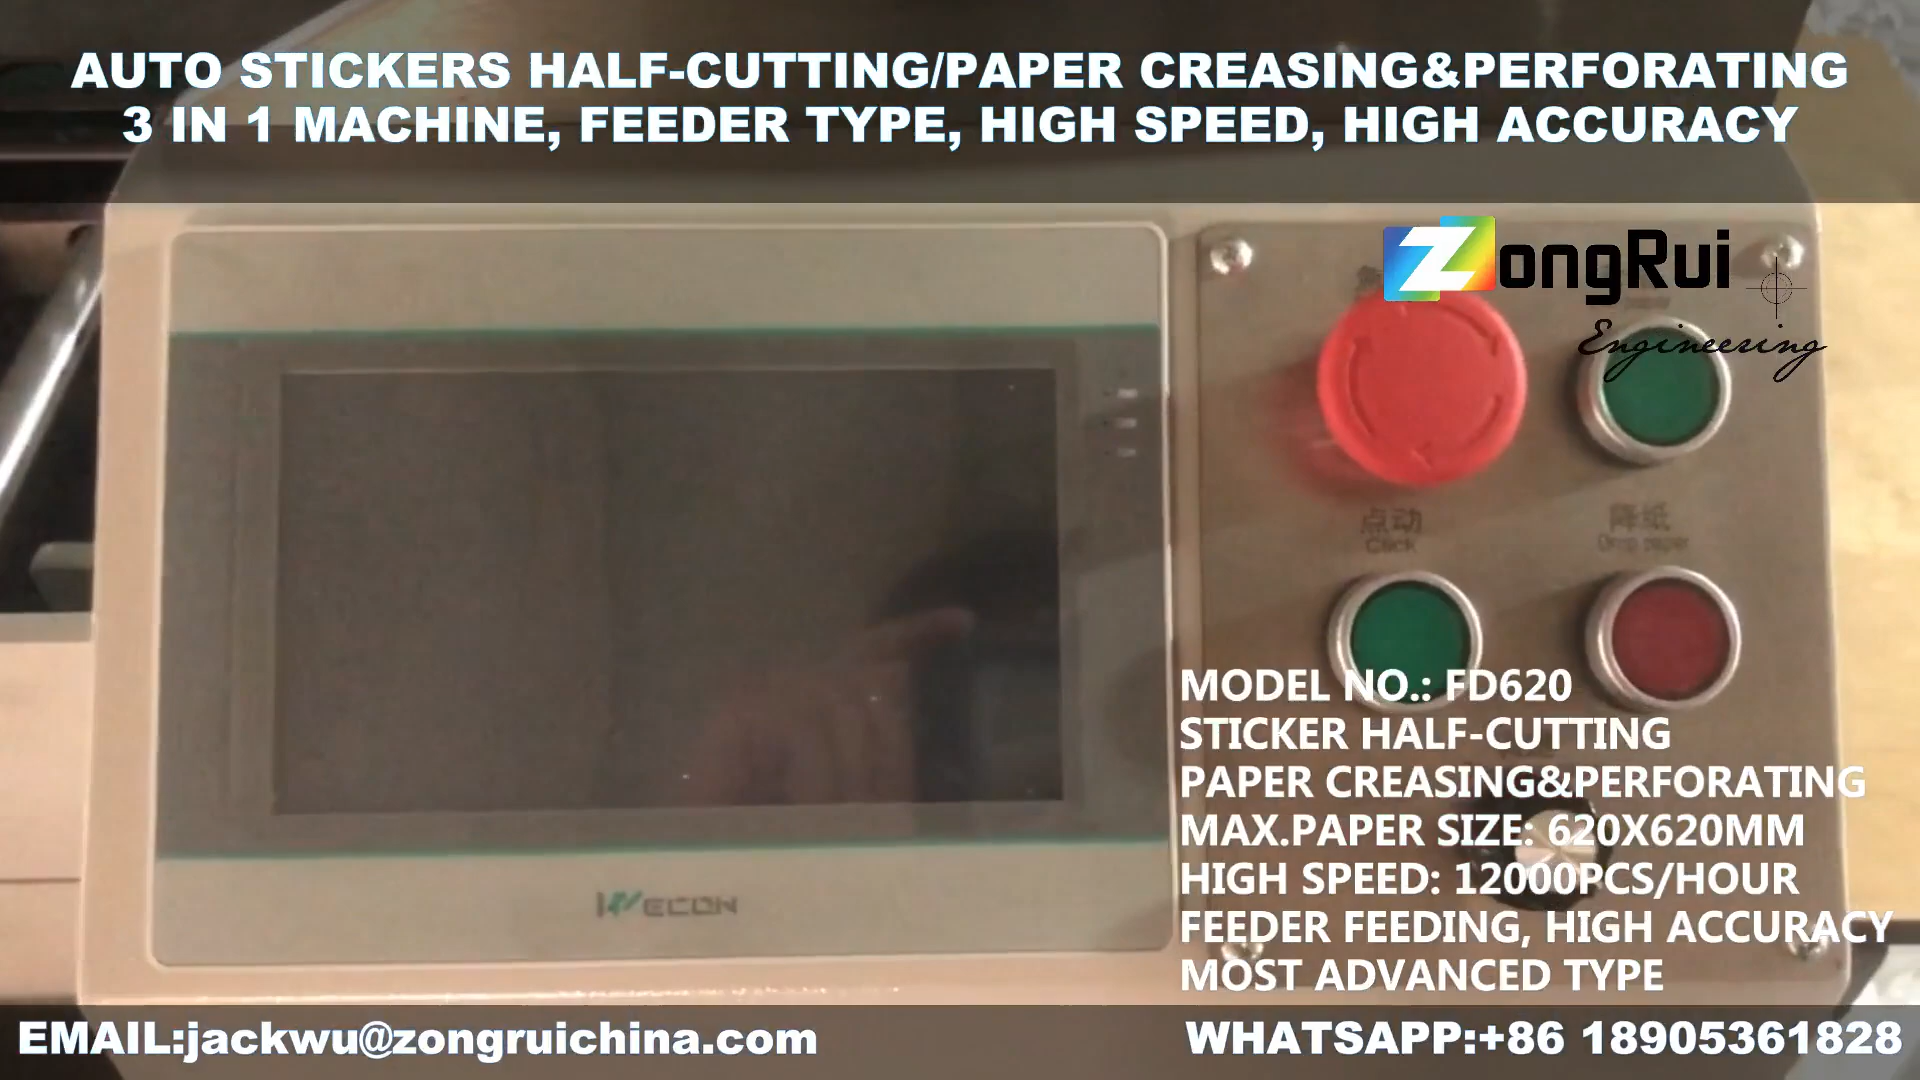 AUTO STICKERS HALF-CUTTING/PAPER CREASING&PERFORATING
3 IN 1 MACHINE, FEEDER TYPE, HIGH SPEED, HIGH ACCURACY
ZongRui
Engineering
点动
Click
降纸
Drop paper
WECON
MODEL NO.: FD620
STICKER HALF-CUTTING
PAPER CREASING&PERFORATING
MAX.PAPER SIZE: 620X620MM
HIGH SPEED: 12000PCS/HOUR
FEEDER FEEDING, HIGH ACCURACY
MOST ADVANCED TYPE
EMAIL:jackwu@zongruichina.com
WHATSAPP:+86 18905361828